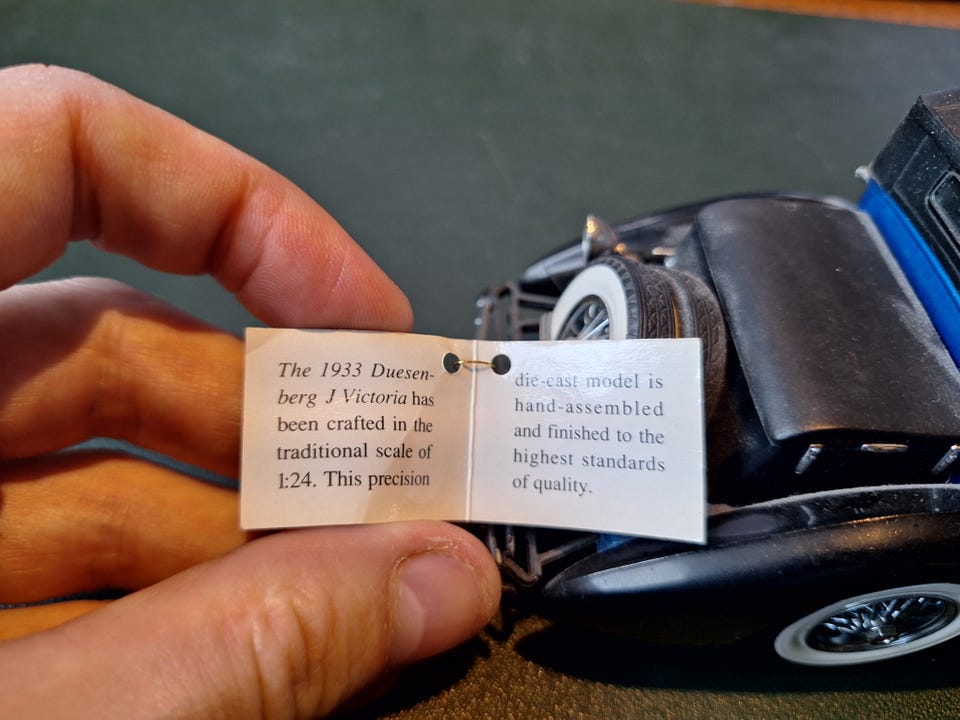 The 1933 Duesen-
berg J Victoria has
been crafted in the
traditional scale of
1:24. This precision
die-cast model is
hand-assembled
and finished to the
highest standards
of quality.